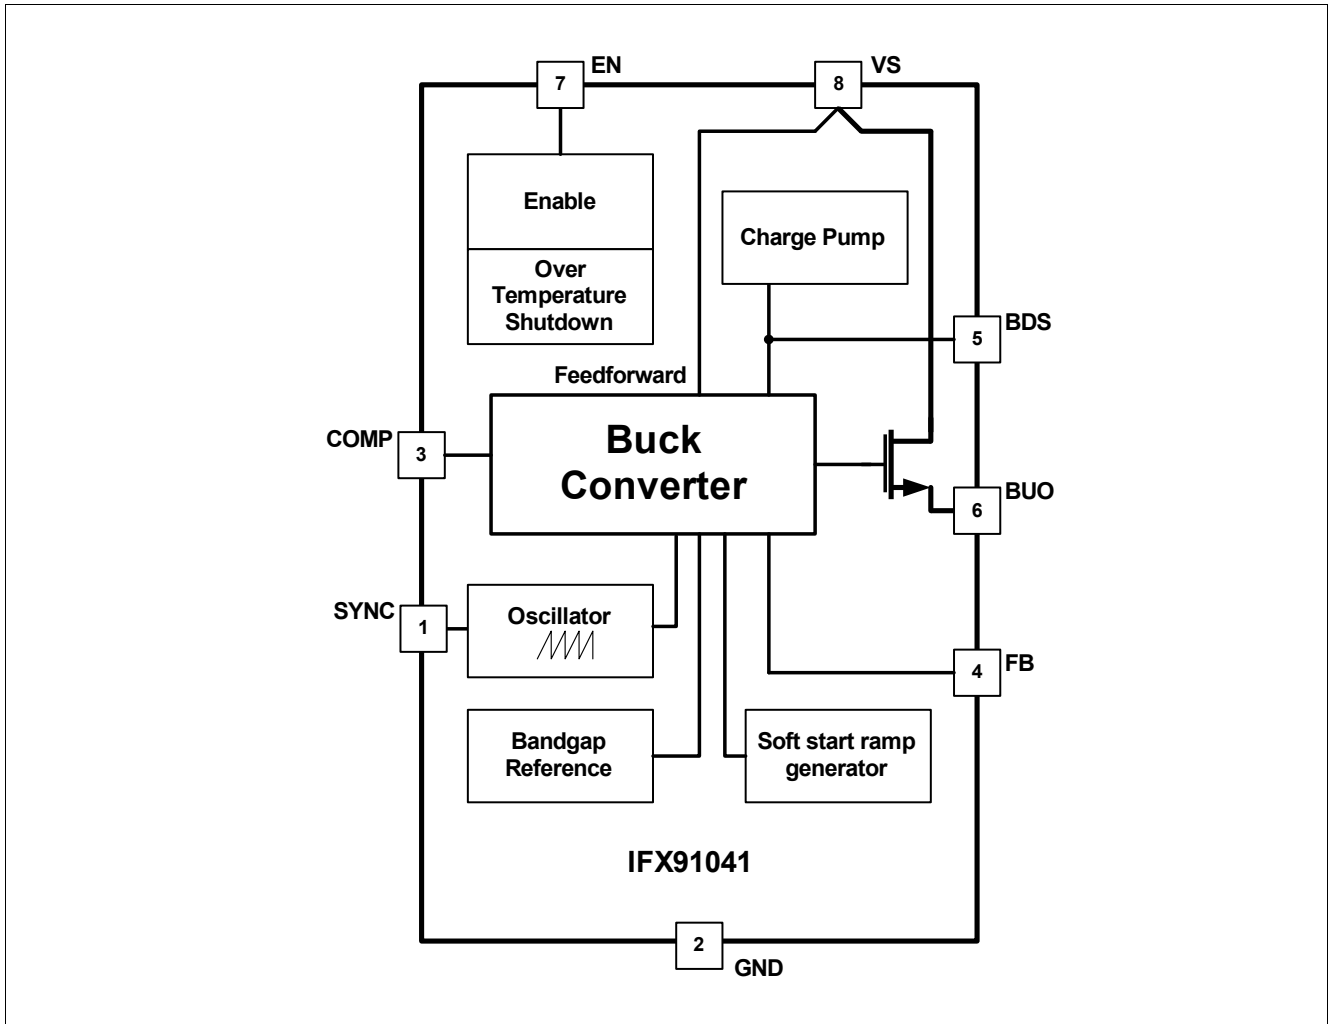 EN
7
VS
8
Enable
Over
Temperature
Shutdown
Charge Pump
BDS
5
Feedforward
COMP
3
Buck
Converter
BUO
6
SYNC
1
Oscillator
FB
4
Bandgap
Reference
Soft start ramp
generator
IFX91041
2
GND